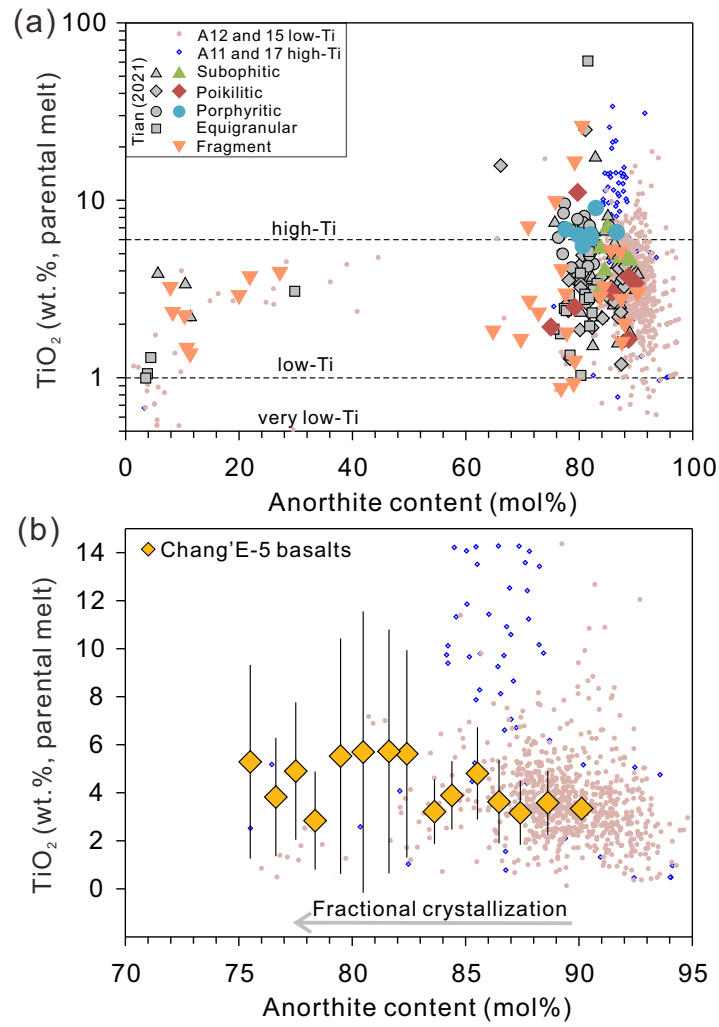 (a)
100
10
1
TiO2 (wt. %, parental melt)
A12 and 15 low-Ti
A11 and 17 high-Ti
Tian (2021)
Subophitic
Poikilitic
Porphyritic
Equigranular
Fragment
high-Ti
low-Ti
very low-Ti
0 20 40 60 80 100
Anorthite content (mol%)
(b)
14
12
10
8
6
4
2
0
TiO2 (wt. %, parental melt)
Chang'E-5 basalts
Fractional crystallization
70 75 80 85 90 95
Anorthite content (mol%)